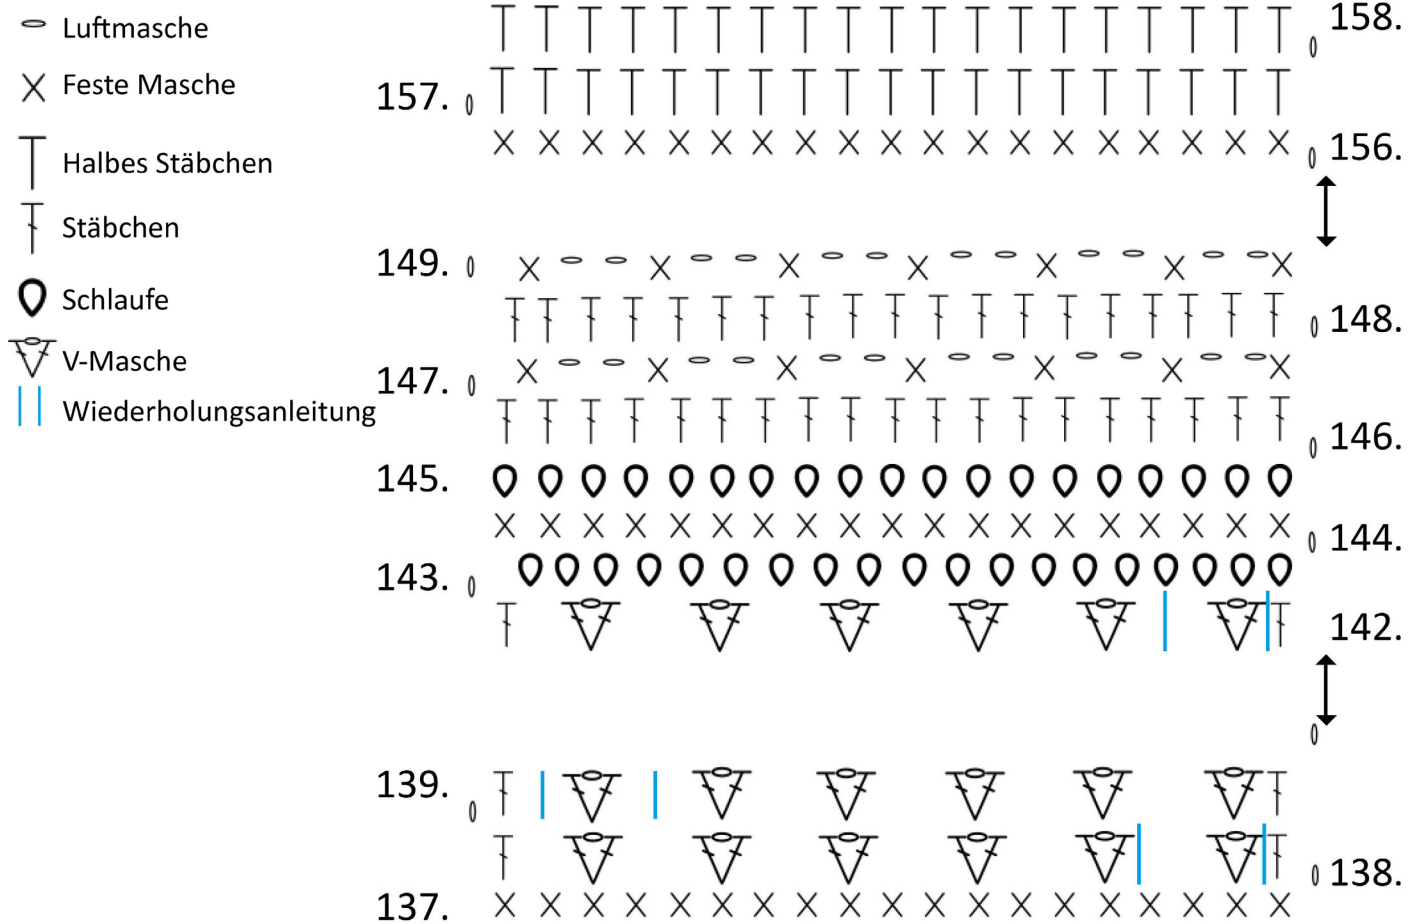 Luftmasche
Feste Masche
Halbes Stäbchen
Stäbchen
Schlaufe
V-Masche
Wiederholungsanleitung
158.
157.
156.
149.
148.
147.
146.
145.
144.
143.
142.
139.
138.
137.